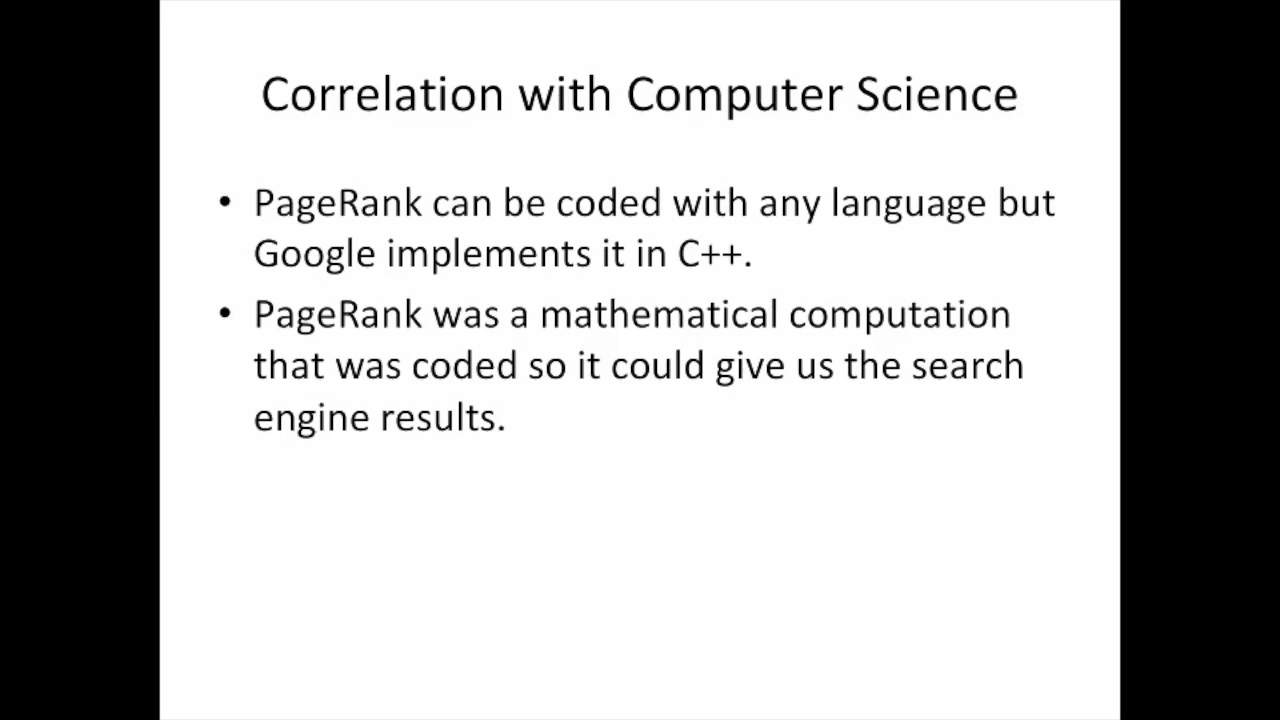 Correlation with Computer Science
• PageRank can be coded with any language but
Google implements it in C++.
• PageRank was a mathematical computation
that was coded so it could give us the search
engine results.